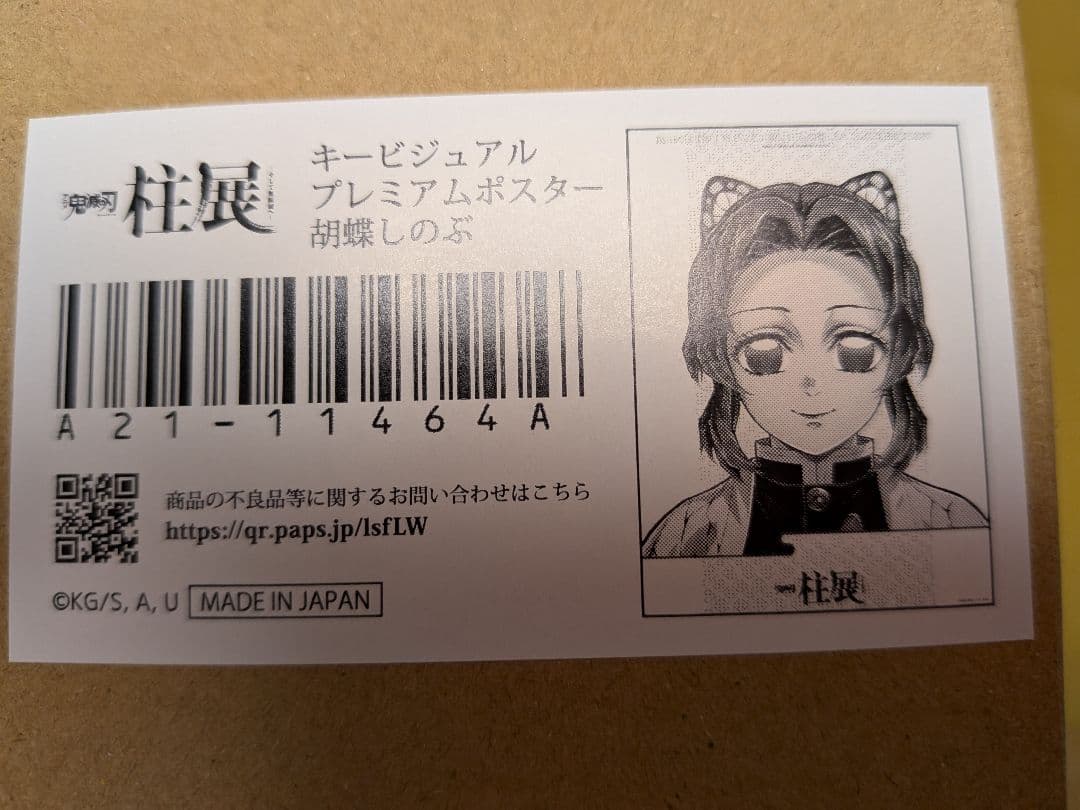 鬼滅の刃 柱展
キービジュアル
プレミアムポスター
胡蝶しのぶ
A21-11464A
商品の不良品等に関するお問い合わせはこちら
https://qr.paps.jp/lsfLW
©KG/S, A, U MADE IN JAPAN
柱展